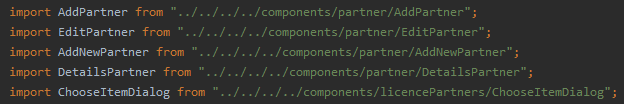 import AddPartner from "../../../../components/partner/AddPartner";
import EditPartner from "../../../../components/partner/EditPartner";
import AddNewPartner from "../../../../components/partner/AddNewPartner";
import DetailsPartner from "../../../../components/partner/DetailsPartner";
import ChooseItemDialog from "../../../../components/licencePartners/ChooseItemDialog";